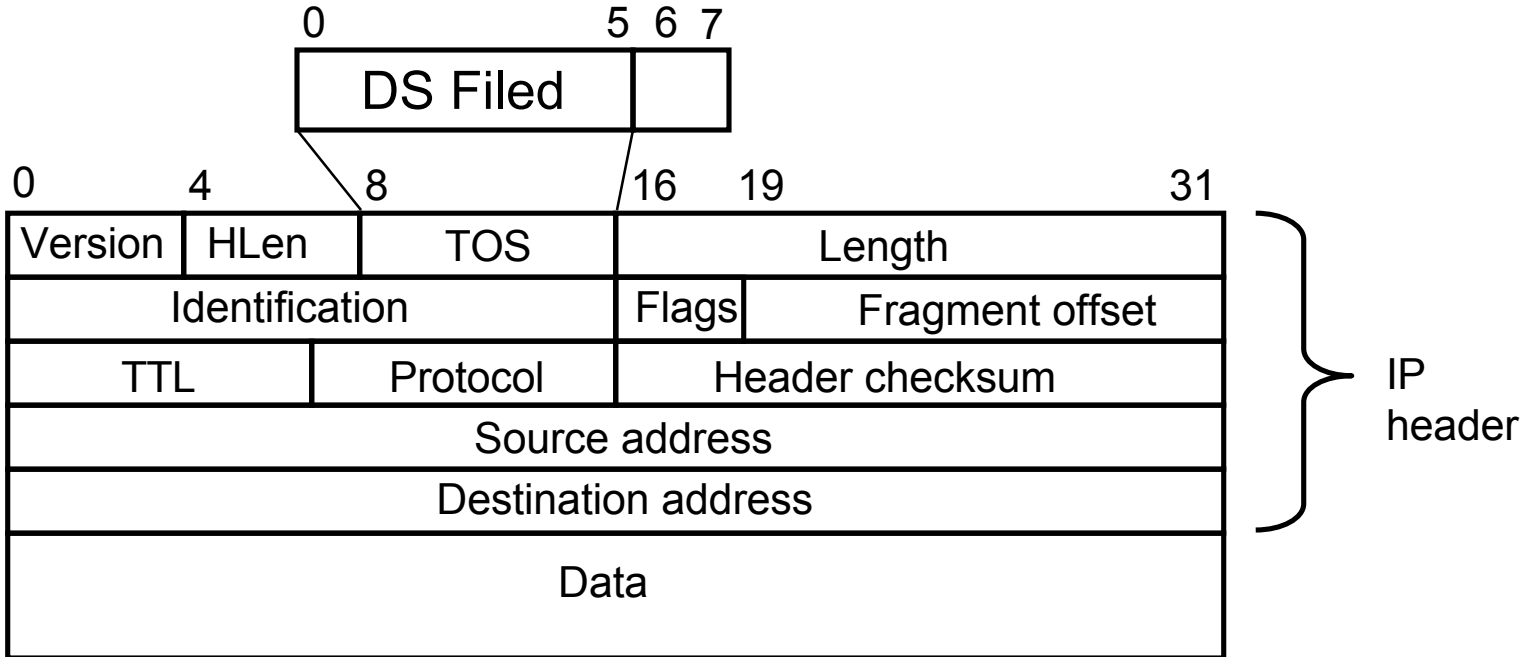 0 5 6 7
DS Filed
0 4 8 16 19 31
Version HLen TOS Length
Identification Flags Fragment offset
TTL Protocol Header checksum
Source address
Destination address
Data
IP
header